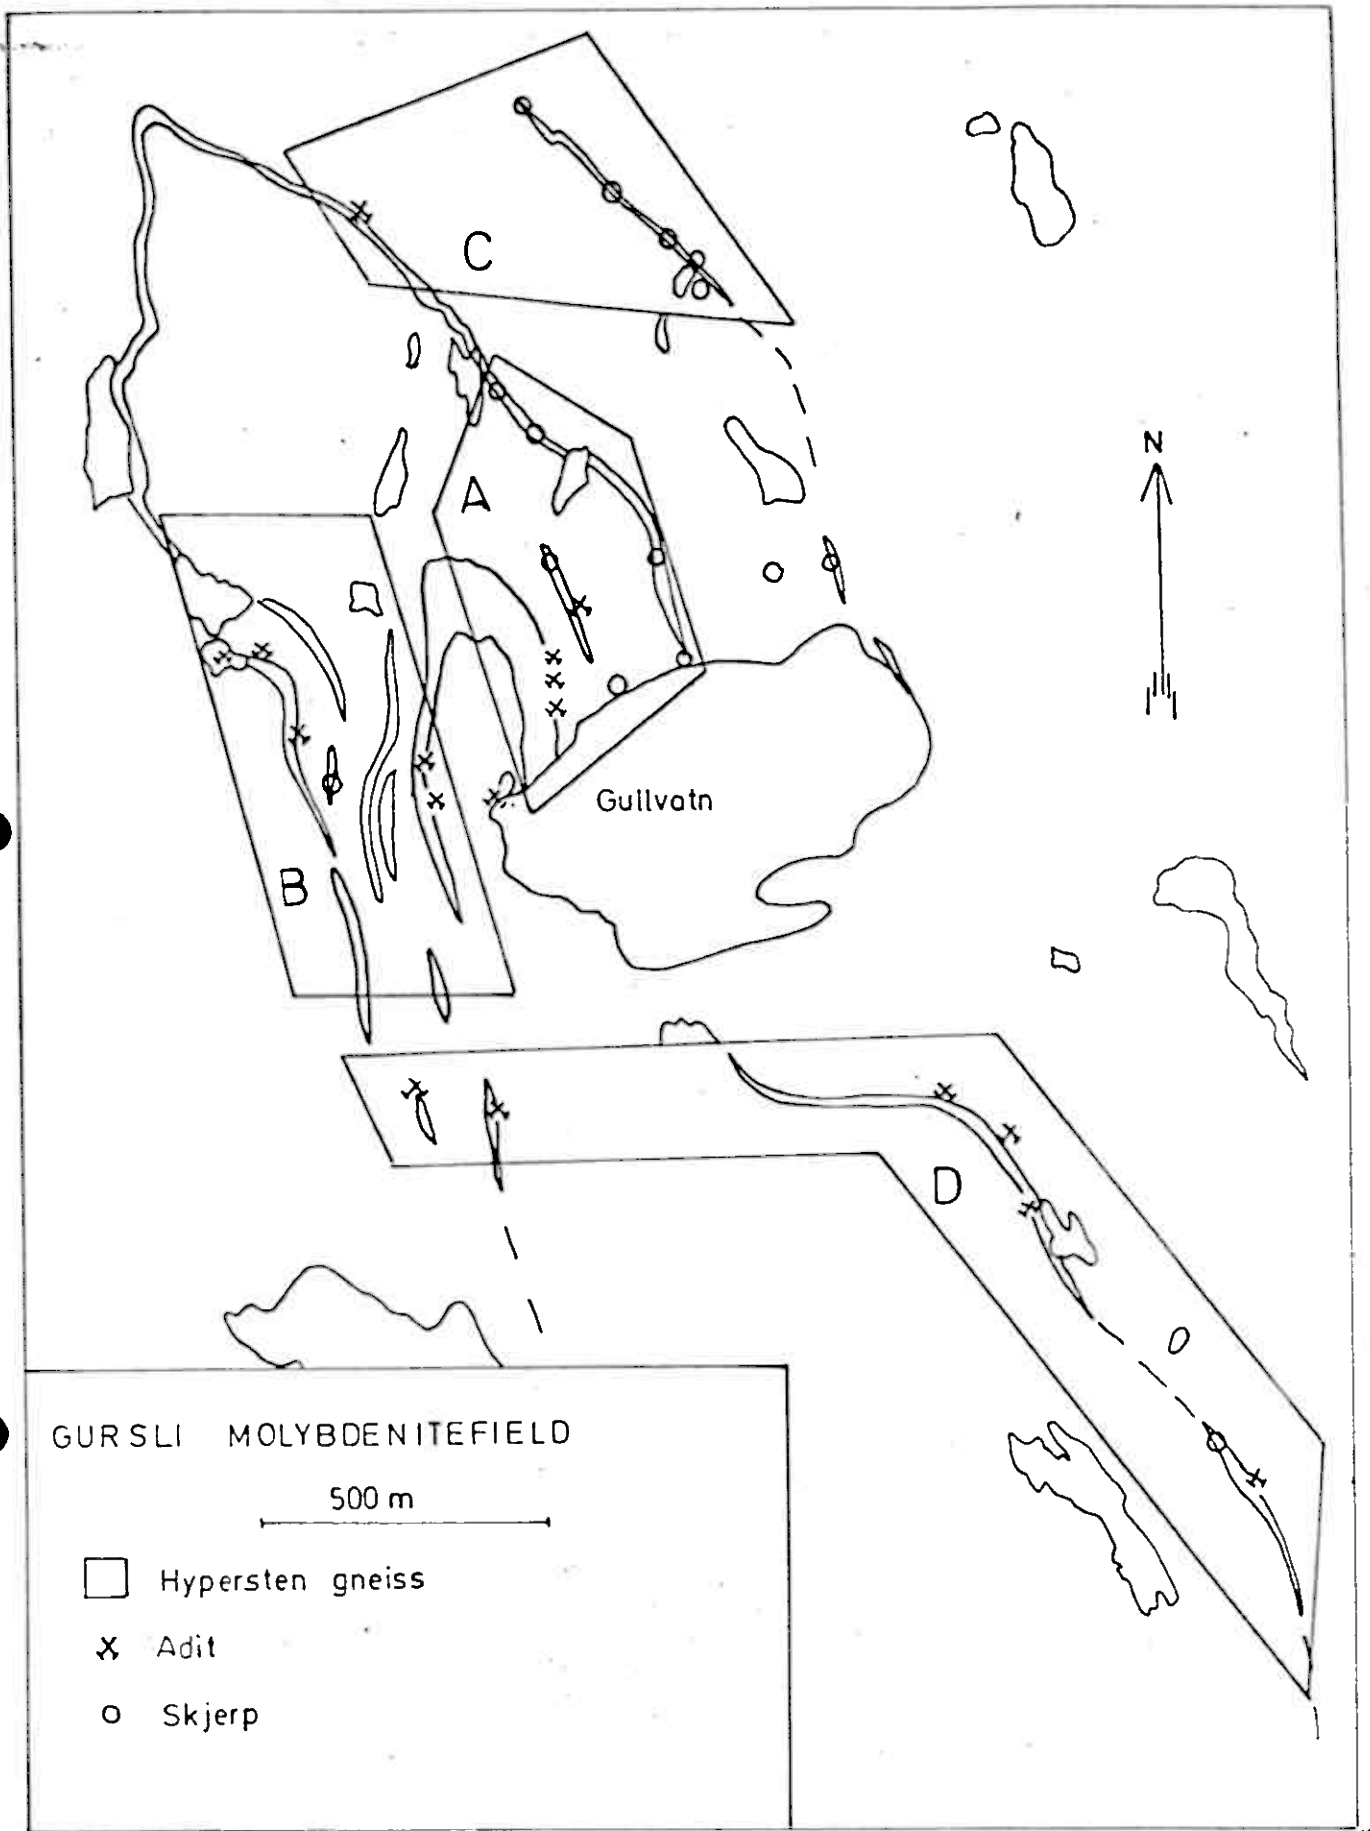 C
N
A
Gullvatn
B
D
GURSLI MOLYBDENITEFIELD
500 m
Hypersten gneiss
Adit
Skjerp